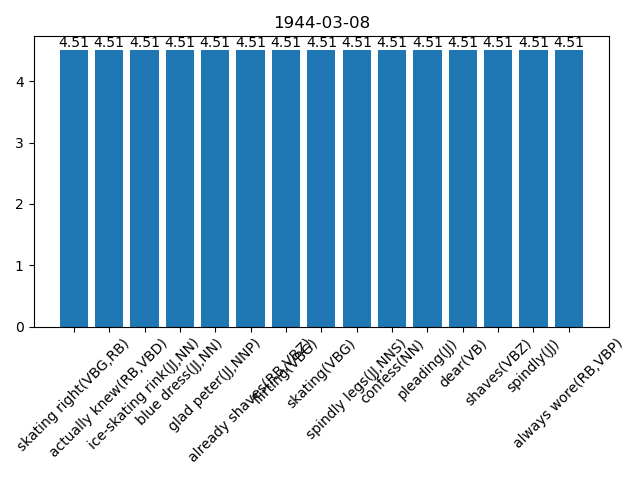 1944-03-08
4.51 4.51 4.51 4.51 4.51 4.51 4.51 4.51 4.51 4.51 4.51 4.51 4.51 4.51 4.51
4
3
2
1
0
skating right(VBG,RB)
actually knew(RB,VBD)
ice-skating rink(JJ,NN)
blue dress(JJ,NN)
glad peter(JJ,NNP)
already shaves(RB,VBZ)
flirting(VBG)
skating(VBG)
spindly legs(JJ,NNS)
confess(NN)
pleading(JJ)
dear(VB)
shaves(VBZ)
spindly(JJ)
always wore(RB,VBP)